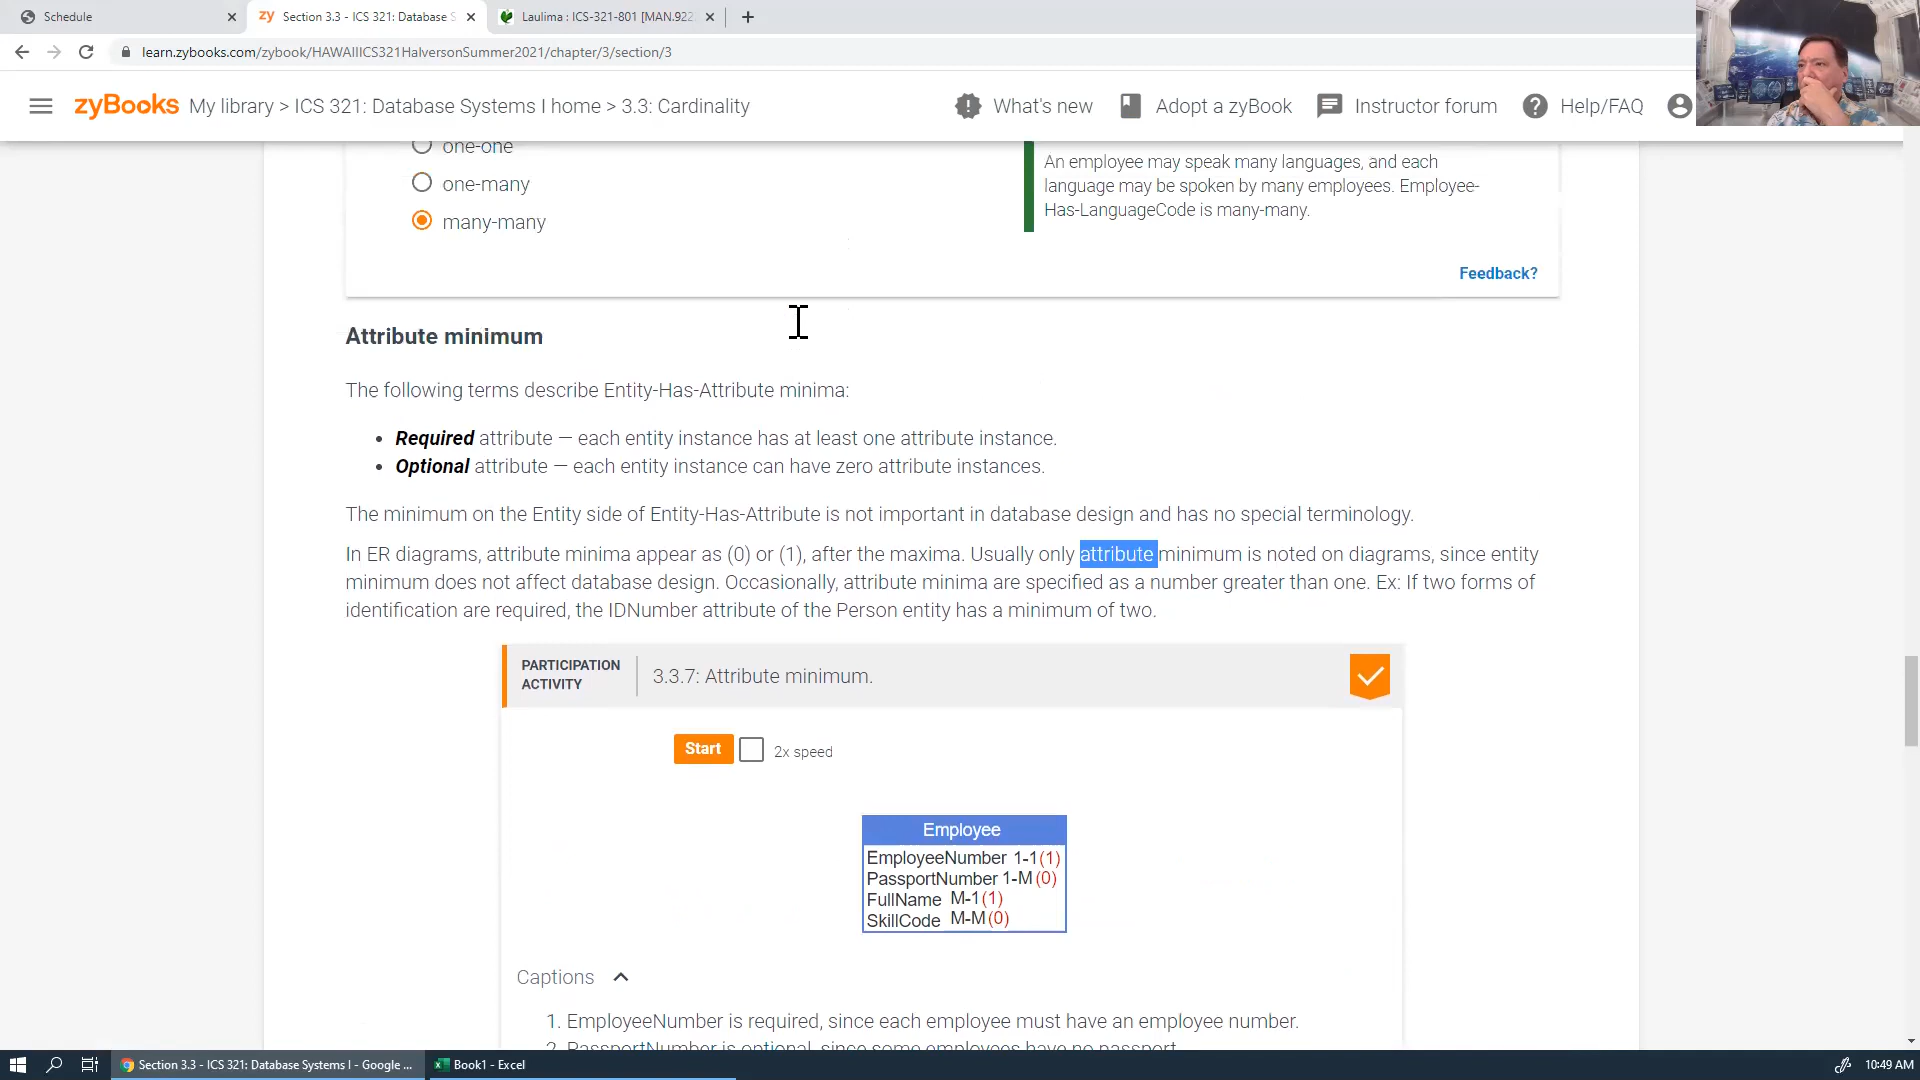 Schedule
zy Section 3.3 - ICS 321: Database S
Laulima : ICS-321-801 [MAN.922
learn.zybooks.com/zybook/HAWAIIICS321HalversonSummer2021/chapter/3/section/3
zyBooks My library > ICS 321: Database Systems I home > 3.3: Cardinality
What's new
Adopt a zyBook
Instructor forum
Help/FAQ
one-one
one-many
many-many
An employee may speak many languages, and each
language may be spoken by many employees. Employee-
Has-LanguageCode is many-many.
Feedback?
Attribute minimum
The following terms describe Entity-Has-Attribute minima:
• Required attribute — each entity instance has at least one attribute instance.
• Optional attribute — each entity instance can have zero attribute instances.
The minimum on the Entity side of Entity-Has-Attribute is not important in database design and has no special terminology.
In ER diagrams, attribute minima appear as (0) or (1), after the maxima. Usually only attribute minimum is noted on diagrams, since entity
minimum does not affect database design. Occasionally, attribute minima are specified as a number greater than one. Ex: If two forms of
identification are required, the IDNumber attribute of the Person entity has a minimum of two.
PARTICIPATION
ACTIVITY
3.3.7: Attribute minimum.
Start
2x speed
Employee
EmployeeNumber 1-1(1)
PassportNumber 1-M (0)
FullName M-1(1)
SkillCode M-M(0)
Captions
1. EmployeeNumber is required, since each employee must have an employee number.
2. PassportNumber is optional, since some employees have no passport.
Section 3.3 - ICS 321: Database Systems I - Google ...
Book1 - Excel
10:49 AM